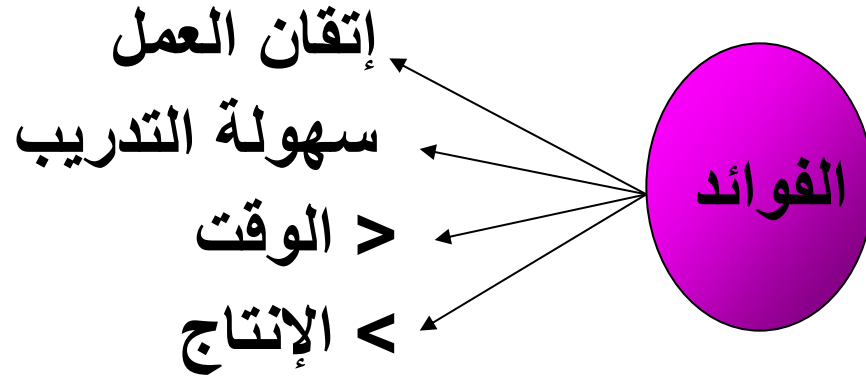 الفوائد
إتقان العمل
سهولة التدريب
< الوقت
> الإنتاج